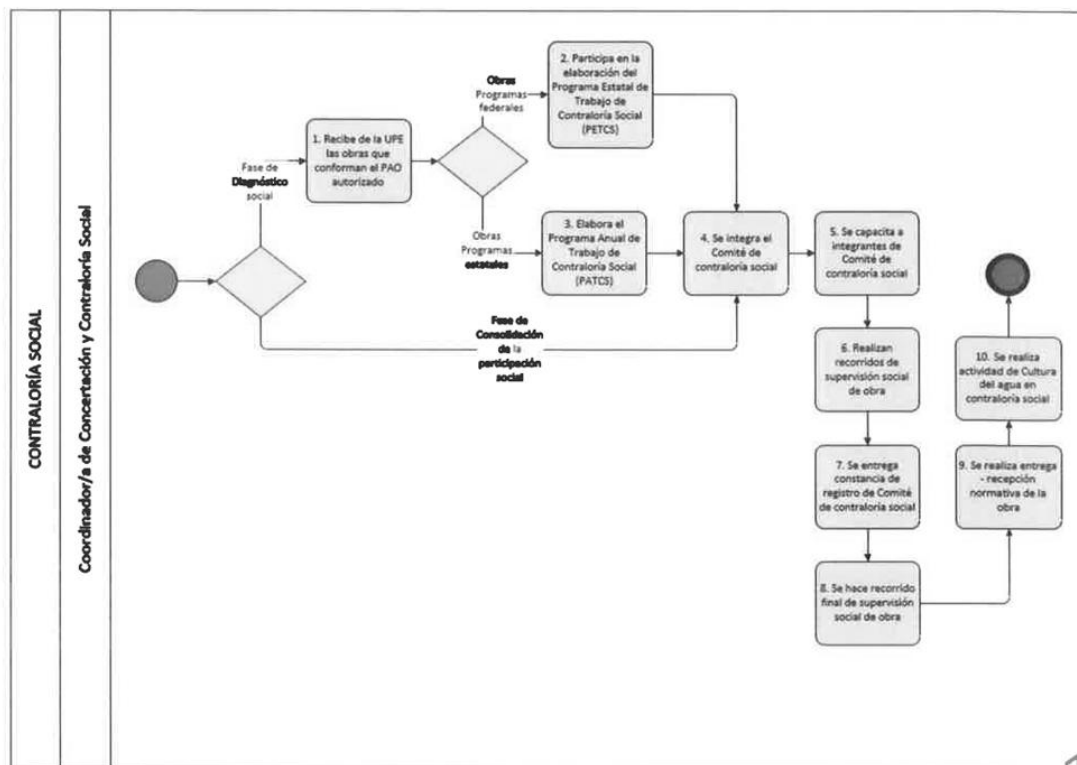 CONTRALORÍA SOCIAL
Coordinador/a de Concertación y Contraloría Social
Fase de
Diagnóstico
social
1. Recibe de la UPE
las obras que
conforman el PAO
autorizado
Obras
Programas
federales
2. Participa en la
elaboración del
Programa Estatal de
Trabajo de
Contraloría Social
(PETCS)
Obras
Programas
estatales
3. Elabora el
Programa Anual de
Trabajo de
Contraloría Social
(PATCS)
Fase de
Consolidación
de la
participación
social
4. Se integra el
Comité de
contraloría social
5. Se capacita a
integrantes de
Comité de
contraloría social
6. Realizan
recorridos de
supervisión social
de obra
7. Se entrega
constancia de
registro de Comité
de contraloría social
8. Se hace recorrido
final de supervisión
social de obra
9. Se realiza entrega
- recepción
normativa de la
obra
10. Se realiza
actividad de Cultura
del agua en
contraloría social